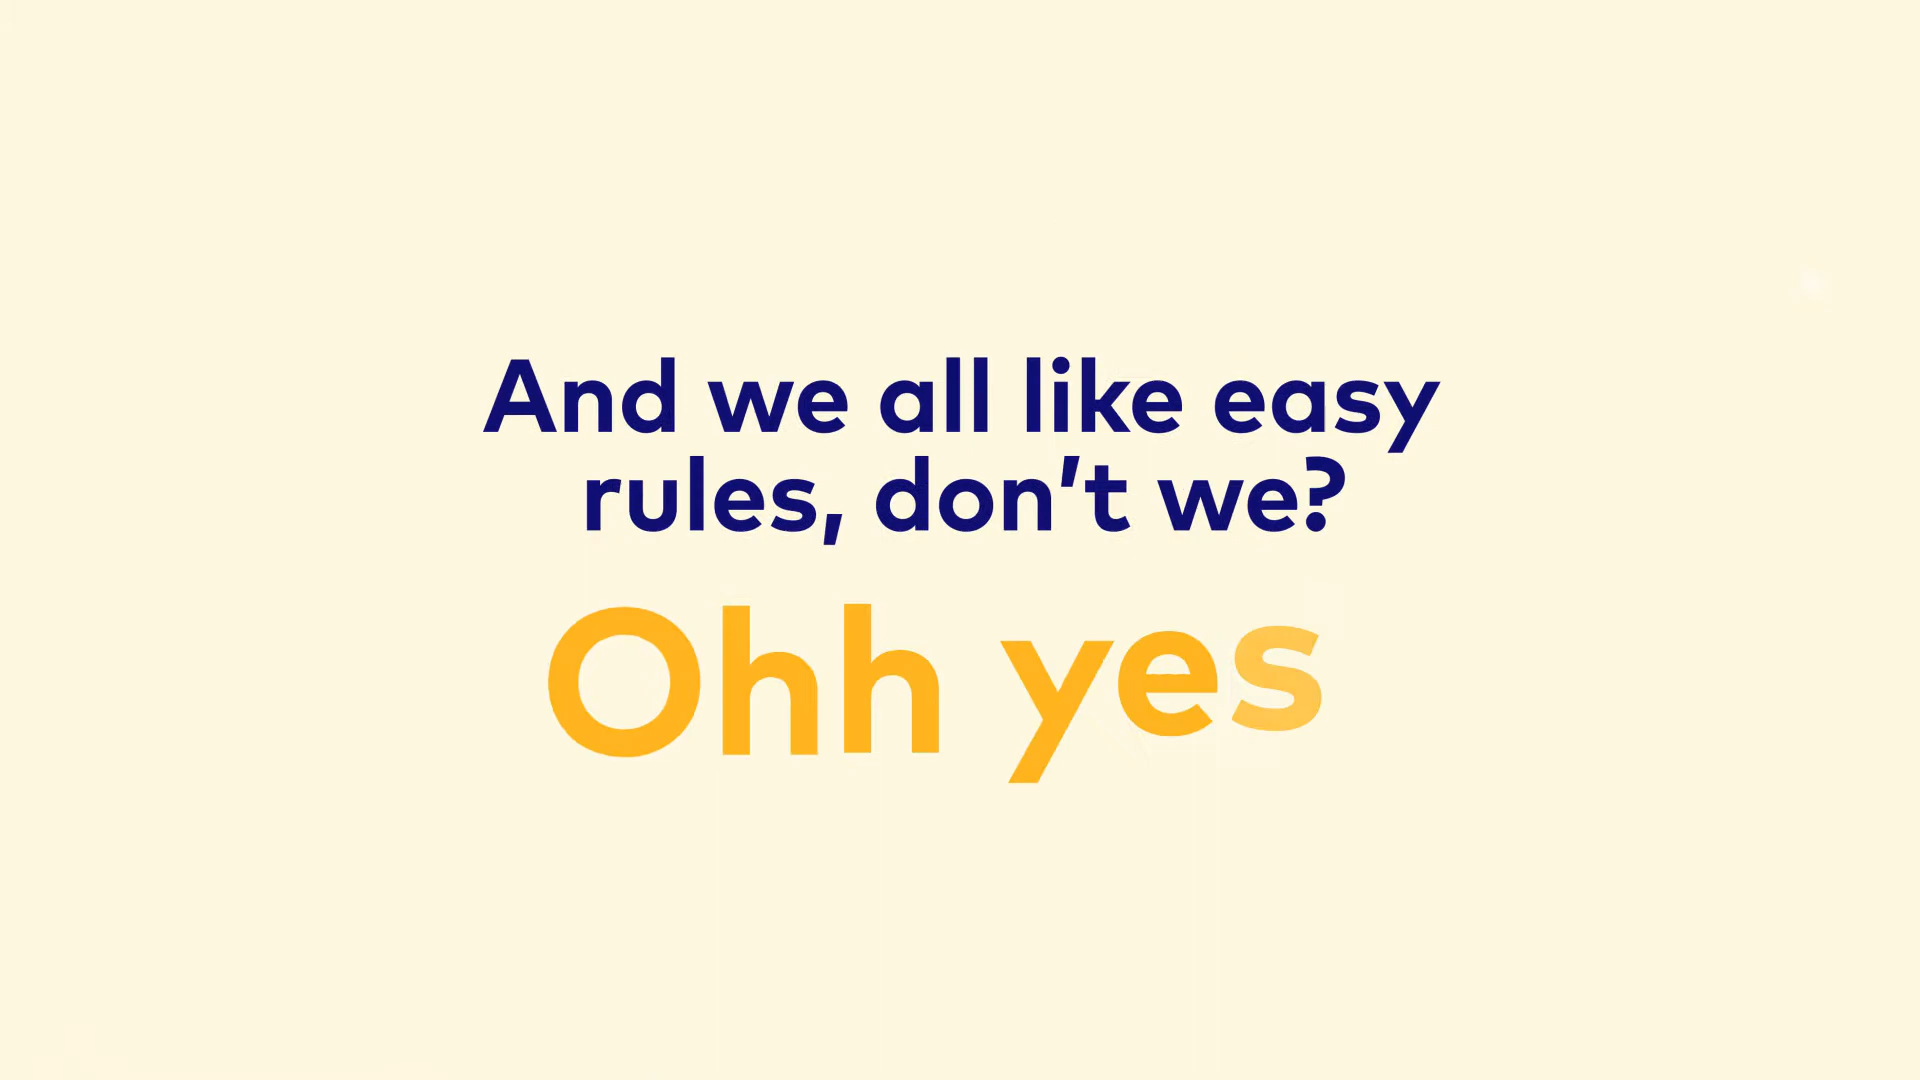 And we all like easy
rules, don’t we?
Ohh yes